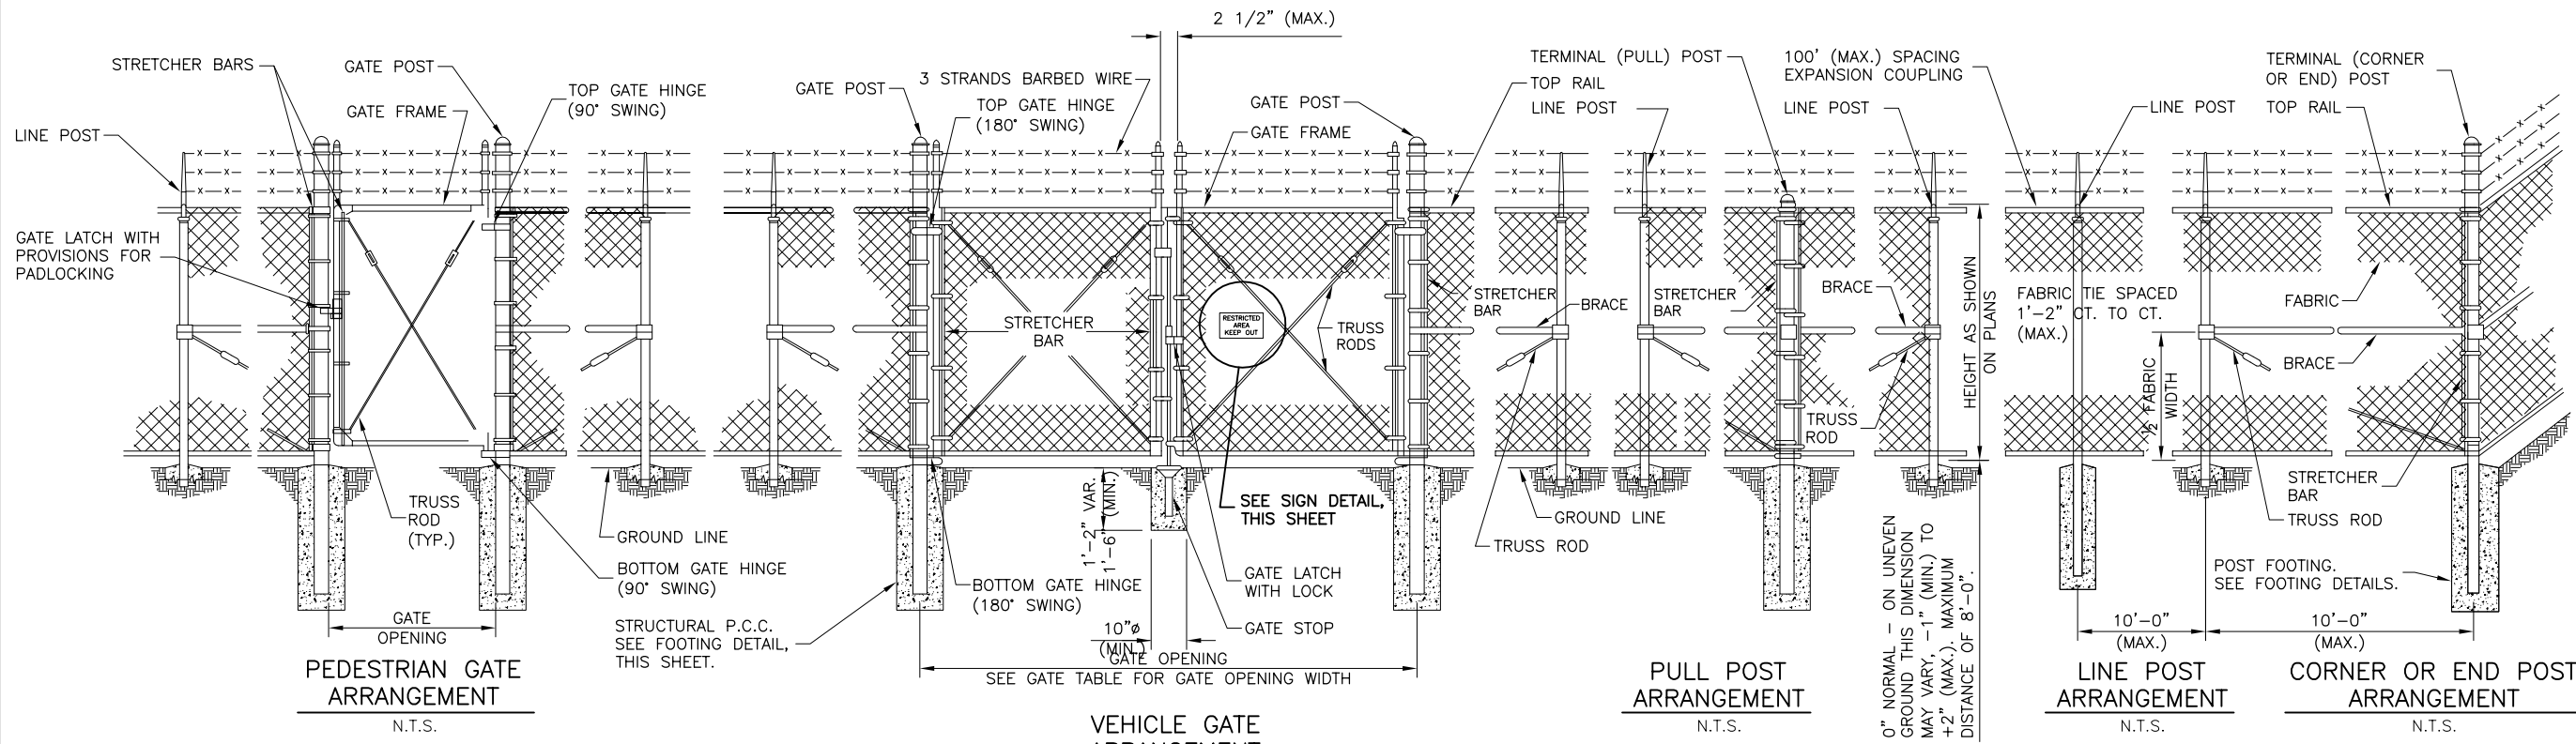 2 1/2" (MAX.)
STRETCHER BARS
GATE POST
GATE FRAME
TOP GATE HINGE
(90° SWING)
LINE POST
GATE LATCH WITH
PROVISIONS FOR
PADLOCKING
TRUSS
ROD
(TYP.)
GATE
OPENING
PEDESTRIAN GATE
ARRANGEMENT
N.T.S.
GROUND LINE
BOTTOM GATE HINGE
(90° SWING)
STRUCTURAL P.C.C.
SEE FOOTING DETAIL,
THIS SHEET.
GATE POST
3 STRANDS BARBED WIRE
TOP GATE HINGE
(180° SWING)
GATE POST
GATE FRAME
STRETCHER
BAR
RESTRICTED
AREA
KEEP OUT
TRUSS
RODS
STRETCHER
BAR
1'-2" VAR.
1'-6" (MIN.)
SEE SIGN DETAIL,
THIS SHEET
BOTTOM GATE HINGE
(180° SWING)
GATE LATCH
WITH LOCK
GATE STOP
10"ø
(MIN.)
GATE OPENING
SEE GATE TABLE FOR GATE OPENING WIDTH
VEHICLE GATE
ARRANGEMENT
TERMINAL (PULL) POST
TOP RAIL
LINE POST
BRACE
STRETCHER
BAR
GROUND LINE
TRUSS ROD
100' (MAX.) SPACING
EXPANSION COUPLING
LINE POST
BRACE
TRUSS
ROD
HEIGHT AS SHOWN
ON PLANS
0" NORMAL – ON UNEVEN
GROUND THIS DIMENSION
MAY VARY, –1" (MIN.) TO
+2" (MAX.). MAXIMUM
DISTANCE OF 8'-0".
PULL POST
ARRANGEMENT
N.T.S.
LINE POST
FABRIC TIE SPACED
1'-2" CT. TO CT.
(MAX.)
½ FABRIC
WIDTH
10'-0"
(MAX.)
LINE POST
ARRANGEMENT
N.T.S.
TERMINAL (CORNER
OR END) POST
TOP RAIL
FABRIC
BRACE
STRETCHER
BAR
TRUSS ROD
POST FOOTING.
SEE FOOTING DETAILS.
10'-0"
(MAX.)
CORNER OR END POST
ARRANGEMENT
N.T.S.